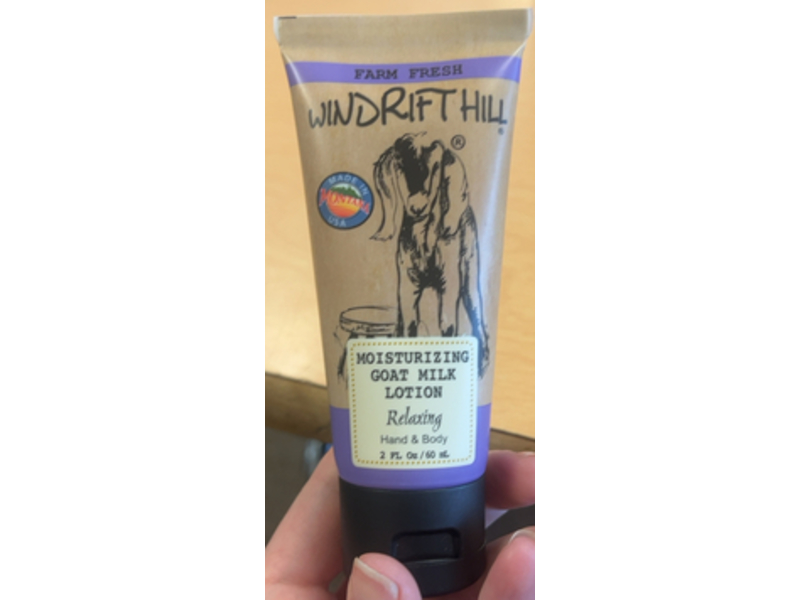 FARM FRESH
WINDRIFT HILL
®
®
MADE IN
MONTANA
USA
MOISTURIZING
GOAT MILK
LOTION
Relaxing
Hand & Body
2 FL Oz / 60 mL